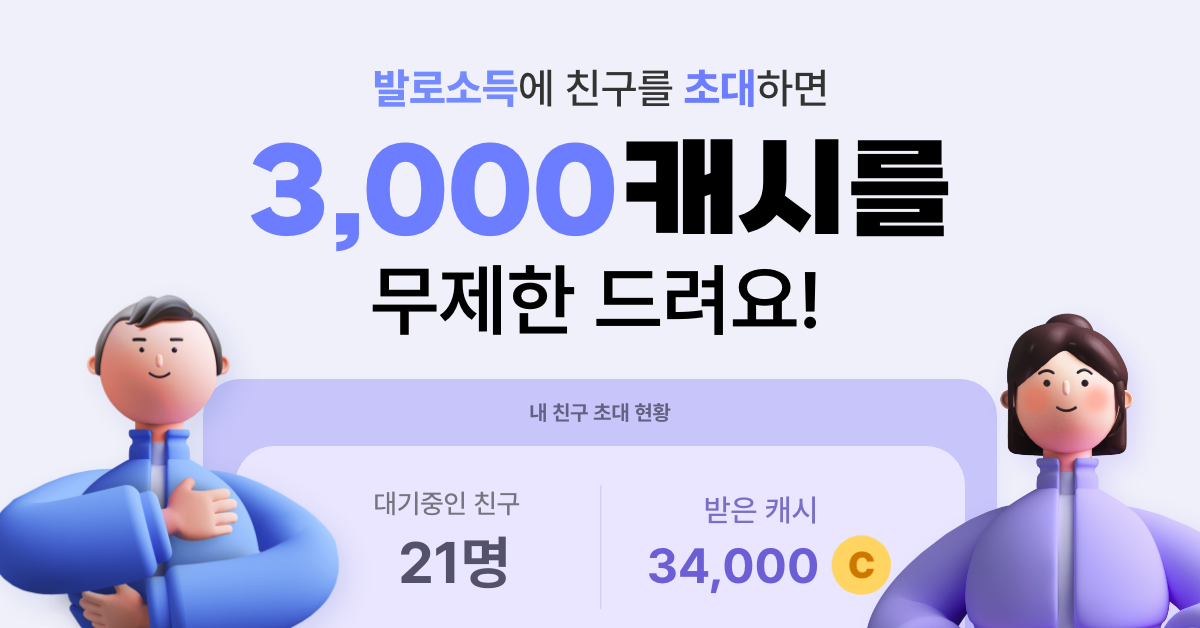 발로소득에 친구를 초대하면
3,000캐시를
무제한 드려요!
내 친구 초대 현황
대기중인 친구
21명
받은 캐시
34,000 C